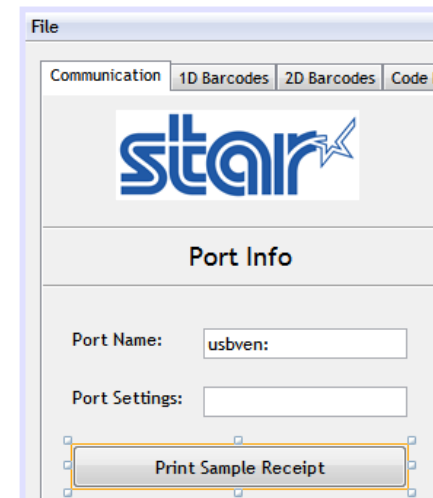 File
Communication 1D Barcodes 2D Barcodes Code
star
Port Info
Port Name: usbven:
Port Settings:
Print Sample Receipt